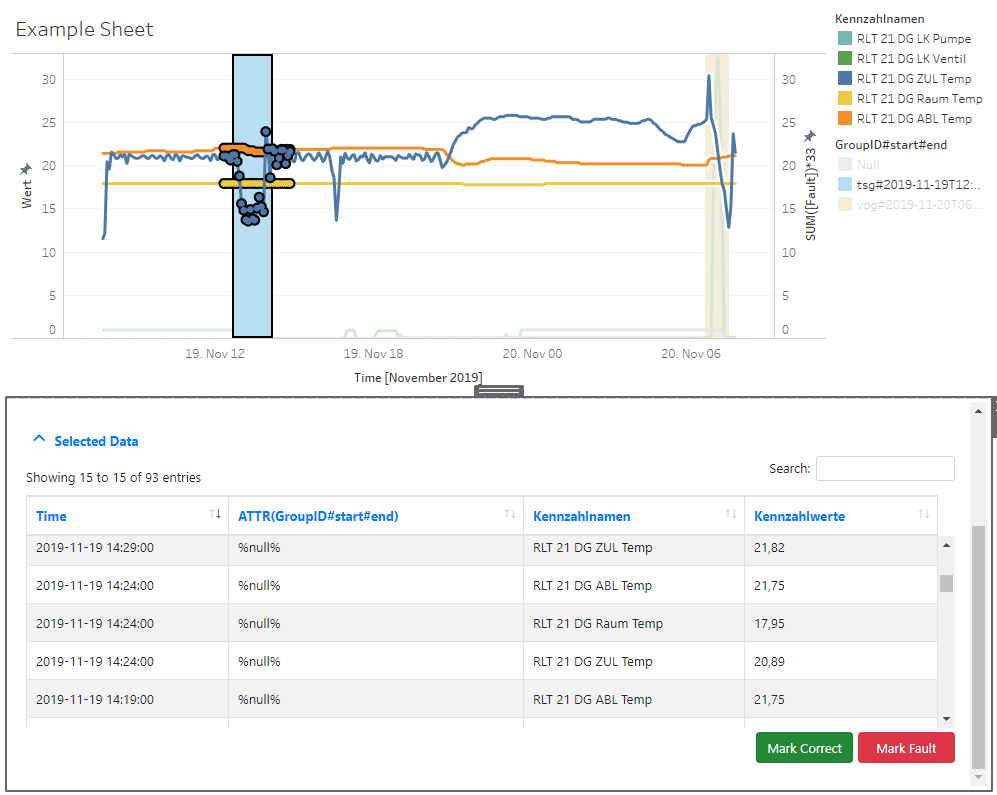 Example Sheet
Kennzahlnamen
RLT 21 DG LK Pumpe
RLT 21 DG LK Ventil
RLT 21 DG ZUL Temp
RLT 21 DG Raum Temp
RLT 21 DG ABL Temp
GroupID#start#end
Null
tsg#2019-11-19T12:..
vpg#2019-11-20T06:..
Wert
30
25
20
15
10
5
0
30
25
20
15
10
5
0
SUM([Fault])*33
19. Nov 12 19. Nov 18 20. Nov 00 20. Nov 06
Time [November 2019]
Selected Data
Showing 15 to 15 of 93 entries
Search:
Time ATTR(GroupID#start#end) Kennzahlnamen Kennzahlwerte
2019-11-19 14:29:00 %null% RLT 21 DG ZUL Temp 21,82
2019-11-19 14:24:00 %null% RLT 21 DG ABL Temp 21,75
2019-11-19 14:24:00 %null% RLT 21 DG Raum Temp 17,95
2019-11-19 14:24:00 %null% RLT 21 DG ZUL Temp 20,89
2019-11-19 14:19:00 %null% RLT 21 DG ABL Temp 21,75
Mark Correct Mark Fault